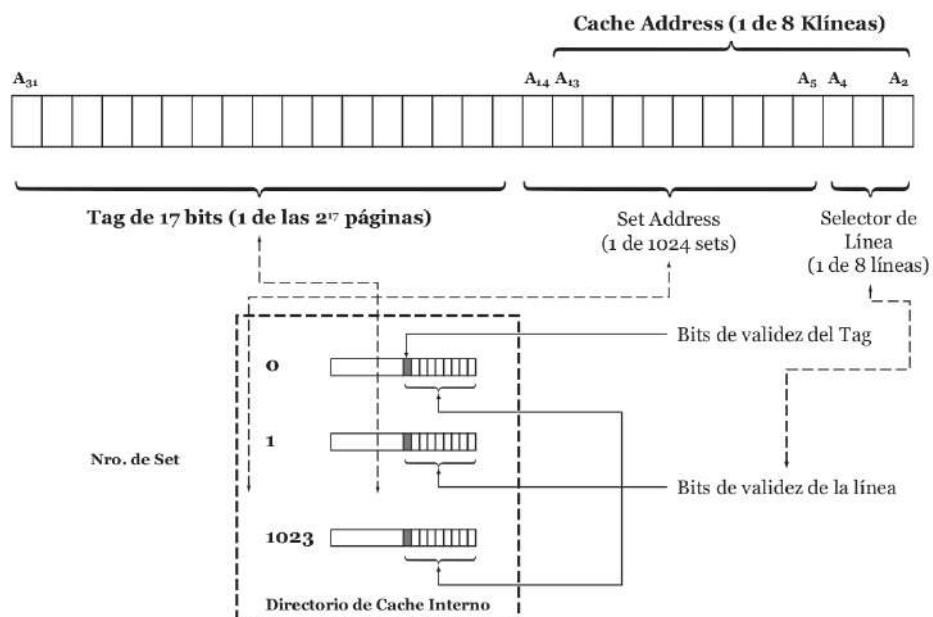 Cache Address (1 de 8 Klíneas)
A₃₁ A₁₄ A₁₃ A₅ A₄ A₂
Tag de 17 bits (1 de las 2¹⁷ páginas)
Set Address
(1 de 1024 sets)
Selector de
Línea
(1 de 8 líneas)
Bits de validez del Tag
0
1
Nro. de Set
Bits de validez de la línea
1023
Directorio de Cache Interno